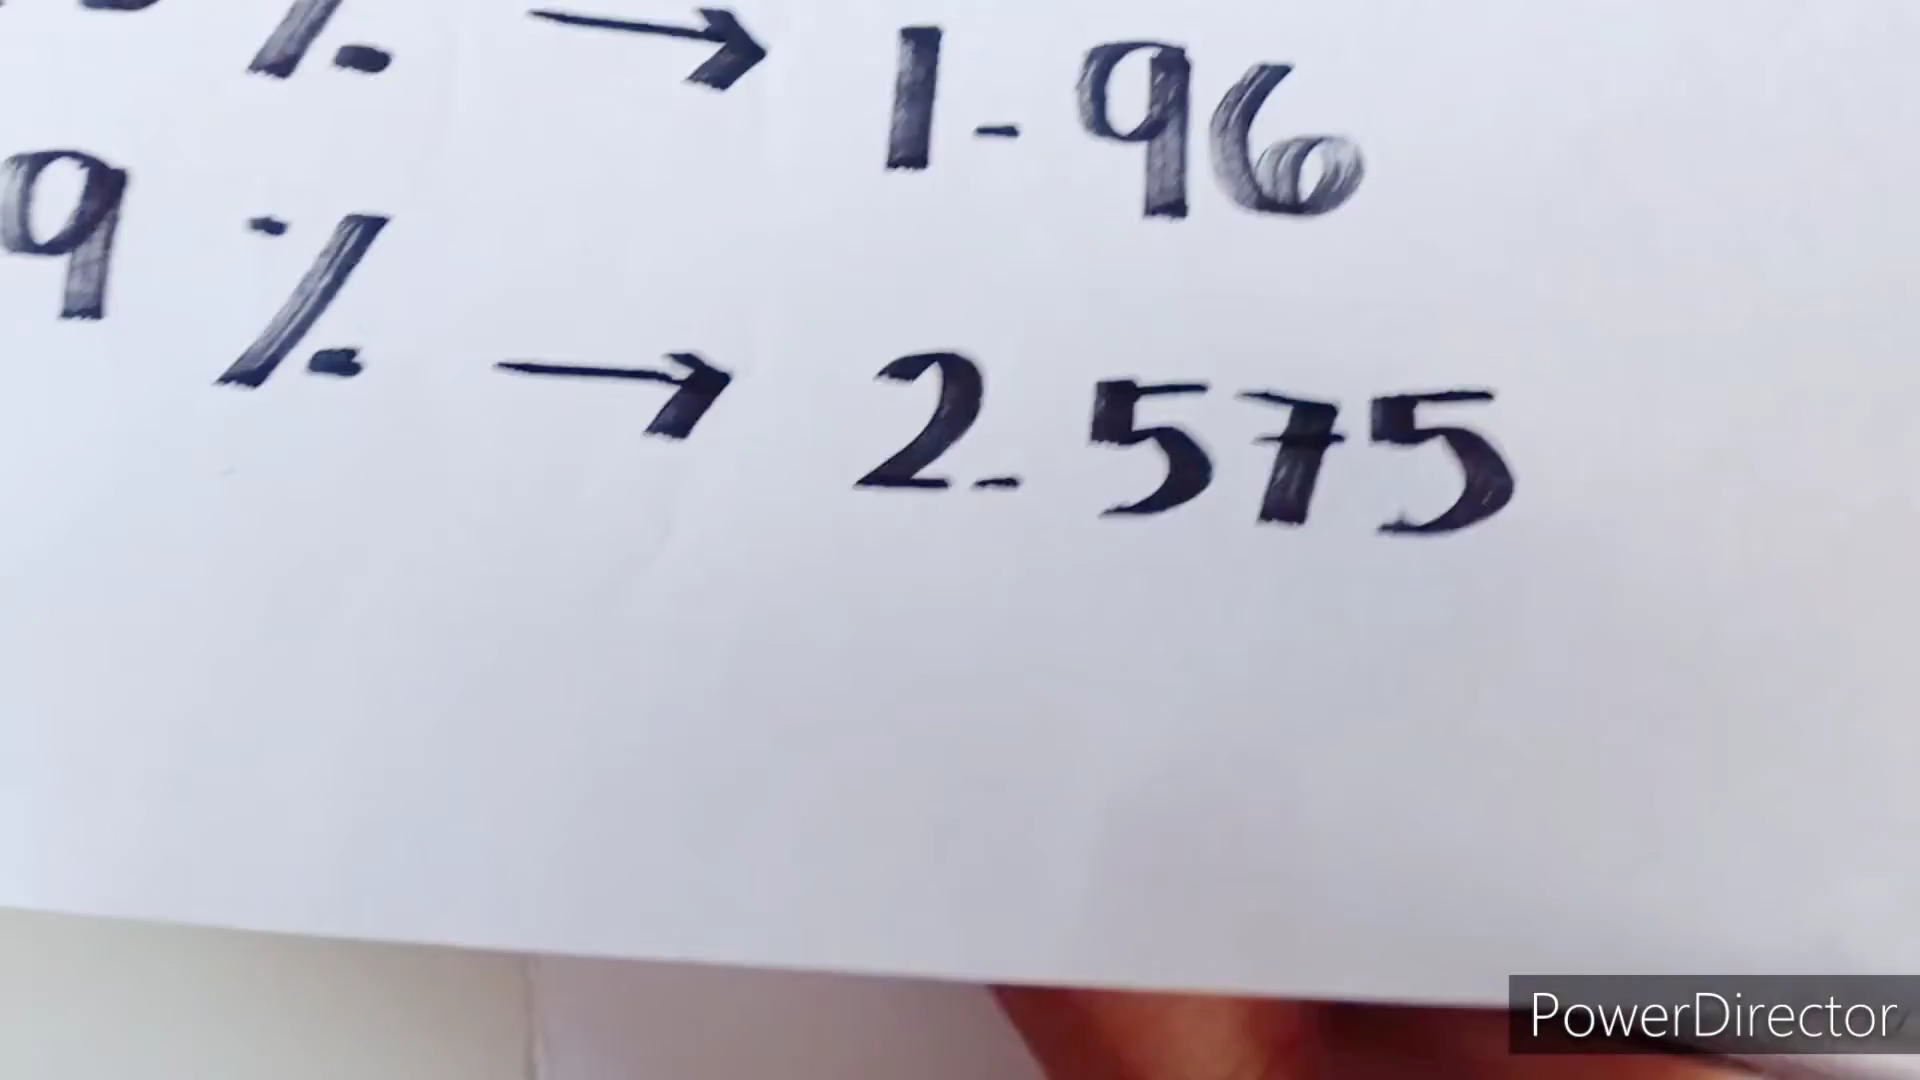 % → 1.96
9 % → 2.575
PowerDirector